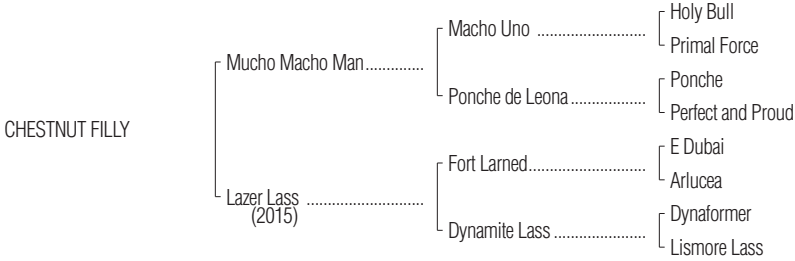 Holy Bull
Macho Uno ..........................
Primal Force
Mucho Macho Man..............
Ponche
Ponche de Leona ..................
Perfect and Proud
CHESTNUT FILLY
E Dubai
Fort Larned............................
Arlucea
Lazer Lass ............................
(2015)
Dynaformer
Dynamite Lass ......................
Lismore Lass